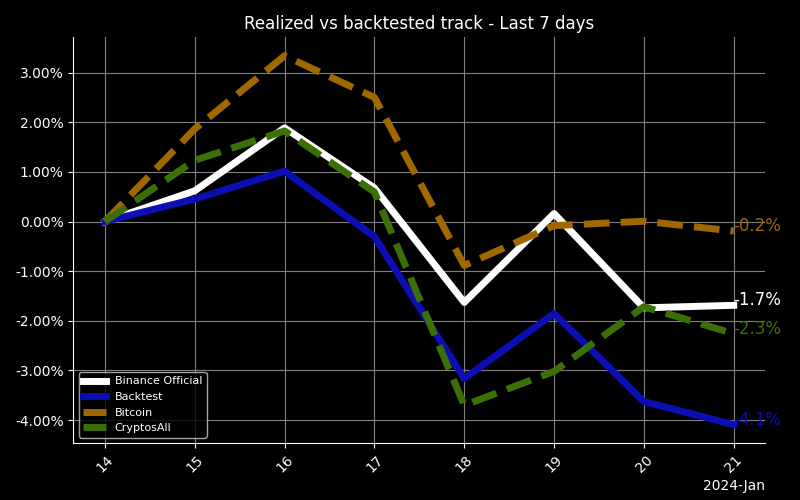 Realized vs backtested track - Last 7 days
3.00%
2.00%
1.00%
0.00%
-1.00%
-2.00%
-3.00%
-4.00%
-0.2%
-1.7%
-2.3%
-4.1%
Binance Official
Backtest
Bitcoin
CryptosAll
14 15 16 17 18 19 20 21
2024-Jan